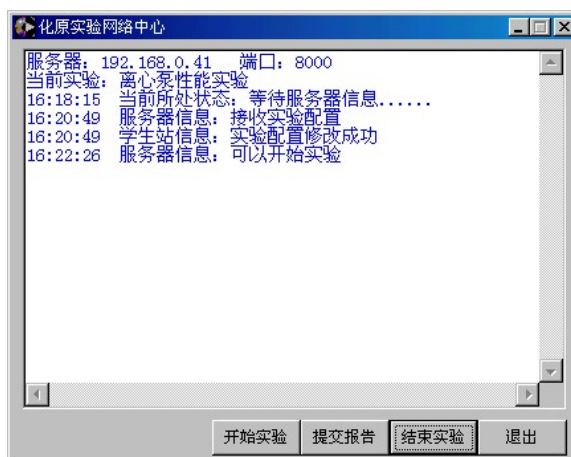 化原实验网络中心
服务器: 192.168.0.41 端口: 8000
当前实验: 离心泵性能实验
16:18:15 当前所处状态: 等待服务器信息......
16:20:49 服务器信息: 接收实验配置
16:20:49 学生站信息: 实验配置修改成功
16:22:26 服务器信息: 可以开始实验
开始实验 提交报告 结束实验 退出